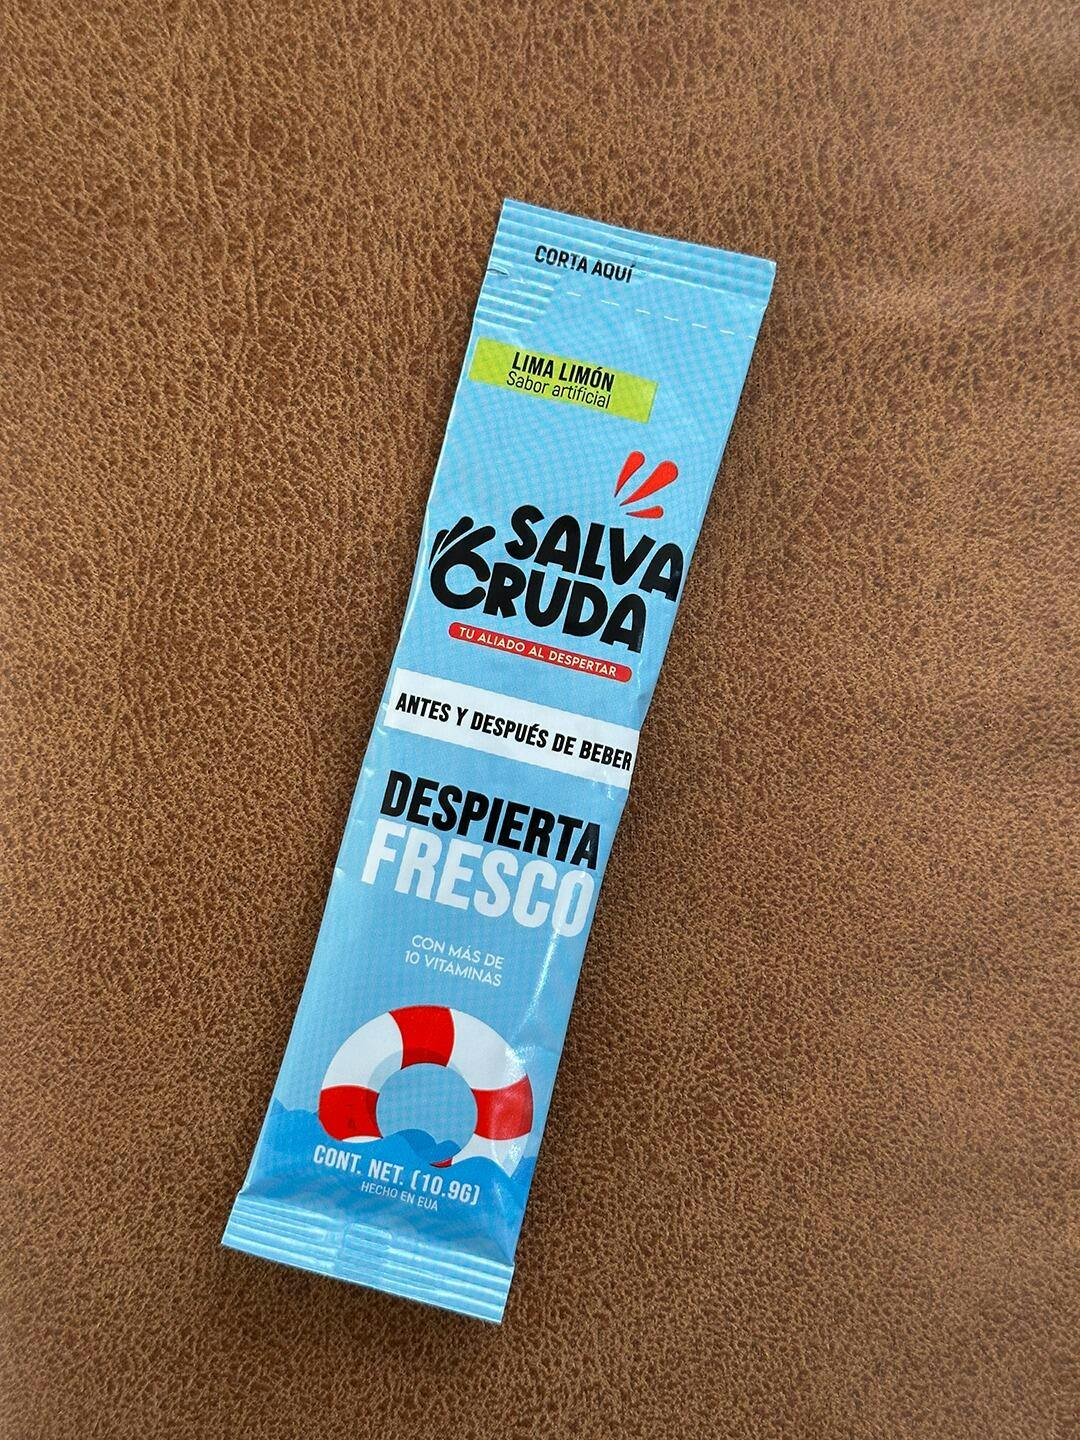 CORTA AQUÍ
LIMA LIMÓN
Sabor artificial
SALVA
CRUDA
TU ALIADO AL DESPERTAR
ANTES Y DESPUÉS DE BEBER
DESPIERTA
FRESCO
CON MÁS DE
10 VITAMINAS
CONT. NET. (10.9G)
HECHO EN EUA